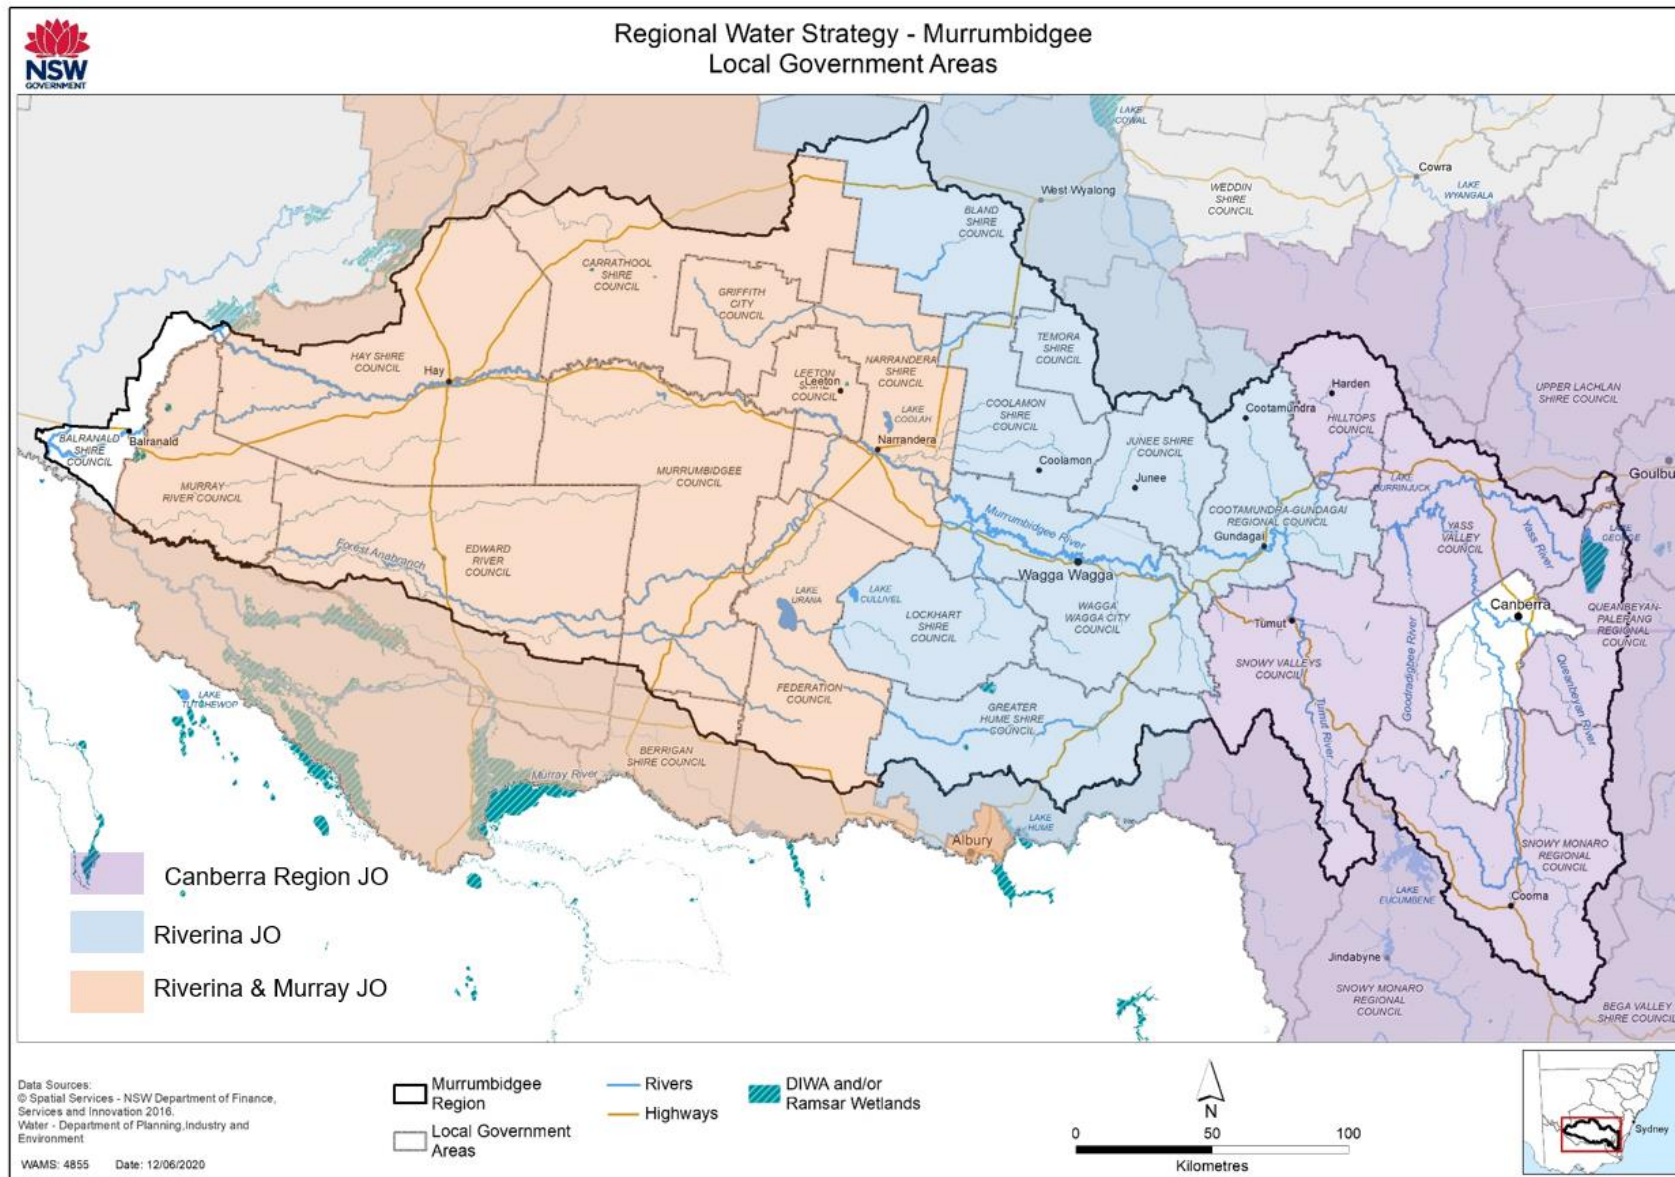 NSW
GOVERNMENT
Regional Water Strategy - Murrumbidgee
Local Government Areas
LAKE
COWAL
Cowra
WEDDIN
SHIRE
COUNCIL
LAKE
WYANGALA
West Wyalong
BLAND
SHIRE
COUNCIL
CARRATHOOL
SHIRE
COUNCIL
GRIFFITH
CITY
COUNCIL
HAY SHIRE
COUNCIL
Hay
NARRANDERA
SHIRE
COUNCIL
TEMORA
SHIRE
COUNCIL
LEETON
Leeton
COUNCIL
LAKE
COOLAH
Narrandera
COOLAMON
SHIRE
COUNCIL
Coolamon
JUNEE SHIRE
COUNCIL
Junee
Cootamundra
Harden
HILLTOPS
COUNCIL
UPPER LACHLAN
SHIRE COUNCIL
Goulbu
BALRANALD
SHIRE
COUNCIL
Balranald
MURRAY
RIVER COUNCIL
MURRUMBIDGEE
COUNCIL
LAKE
BURRINJUCK
COOTAMUNDRA-GUNDAGAI
REGIONAL COUNCIL
Gundagai
YASS
VALLEY
COUNCIL
Yass River
LAKE
GEORGE
Murrumbidgee River
Wagga Wagga
Forest Anabranch
EDWARD
RIVER
COUNCIL
LAKE
URANA
LAKE
CULLIVEL
LOCKHART
SHIRE
COUNCIL
WAGGA
WAGGA CITY
COUNCIL
Tumut
Canberra
QUEANBEYAN-
PALERANG
REGIONAL
COUNCIL
SNOWY VALLEYS
COUNCIL
Goodradigbee River
Queanbeyan River
Tumut River
FEDERATION
COUNCIL
GREATER
HUME SHIRE
COUNCIL
LAKE
TUTCHEWOP
BERRIGAN
SHIRE COUNCIL
Murray River
LAKE
HUME
Albury
SNOWY MONARO
REGIONAL
COUNCIL
LAKE
EUCUMBENE
Cooma
Jindabyne
SNOWY MONARO
REGIONAL
COUNCIL
BEGA VALLEY
SHIRE COUNCIL
Canberra Region JO
Riverina JO
Riverina & Murray JO
Data Sources:
© Spatial Services - NSW Department of Finance,
Services and Innovation 2016.
Water - Department of Planning,Industry and
Environment
WAMS: 4855 Date: 12/06/2020
Murrumbidgee
Region
Local Government
Areas
Rivers
Highways
DIWA and/or
Ramsar Wetlands
N
0 50 100
Kilometres
Sydney